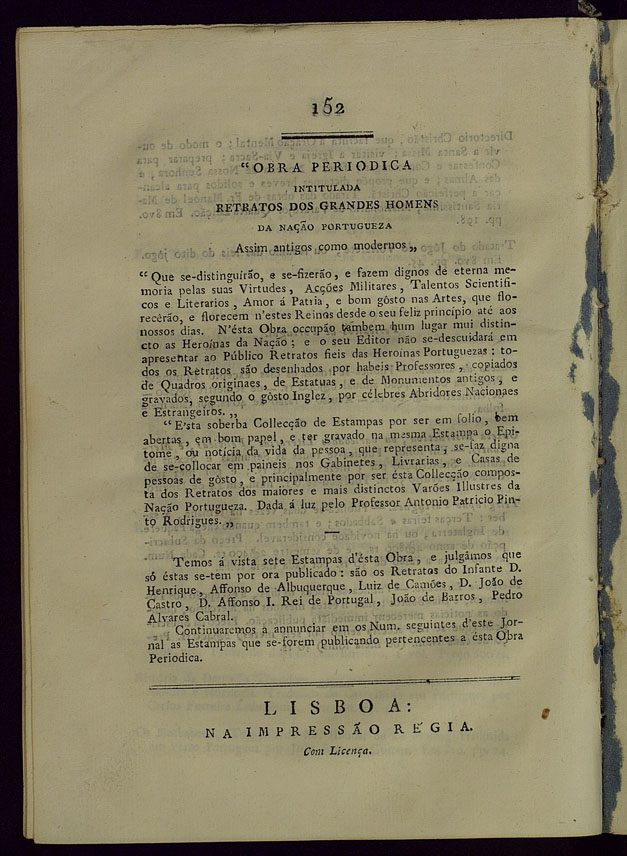 152
"OBRA PERIODICA
INTITULADA
RETRATOS DOS GRANDES HOMENS
DA NAÇÃO PORTUGUEZA
Assim antigos como modernos„
"Que se-distinguírão, e se-fizerão, e fazem dignos de eterna me-
moria pelas suas Virtudes, Acções Militares, Talentos Scientifi-
cos e Literarios, Amor á Patria, e bom gôsto nas Artes, que flo-
recêrão, e florecem n'estes Reinos desde o seu feliz princípio até aos
nossos dias. N'ésta Obra occupão tambem hum lugar mui distin-
cto as Heroínas da Nação; e o seu Editor não se-descuidará em
apresentar ao Público Retratos fieis das Heroínas Portuguezas: to-
dos os Retratos são desenhados por habeis Professores, copiados
de Quadros originaes, de Estatuas, e de Monumentos antigos, e
gravados, segundo o gôsto Inglez, por célebres Abridores Nacionaes
e Estrangeiros.„
"E'sta soberba Collecção de Estampas por ser em folio, bem
abertas, em bom papel, e ter gravado na mesma Estampa o Epi-
tome, ou notícia da vida da pessoa, que representa, se-faz digna
de se-collocar em paineis nos Gabinetes, Livrarias, e Casas de
pessoas de gôsto, e principalmente por ser ésta Collecção compos-
ta dos Retratos dos maiores e mais distinctos Varões Illustres da
Nação Portugueza. Dada á luz pelo Professor Antonio Patricio Pin-
to Rodrigues.„
Temos á vista sete Estampas d'ésta Obra, e julgâmos que
só éstas se-tem por ora publicado: são os Retratos do Infante D.
Henrique, Affonso de Albuquerque, Luiz de Camões, D. João de
Castro, D. Affonso I. Rei de Portugal, João de Barros, Pedro
Alvares Cabral.
Continuaremos a annunciar em os Num. seguintes d'este Jor-
nal as Estampas que se-forem publicando pertencentes a ésta Obra
Periodica.
LISBOA:
NA IMPRESSÃO REGIA.
Com Licença.